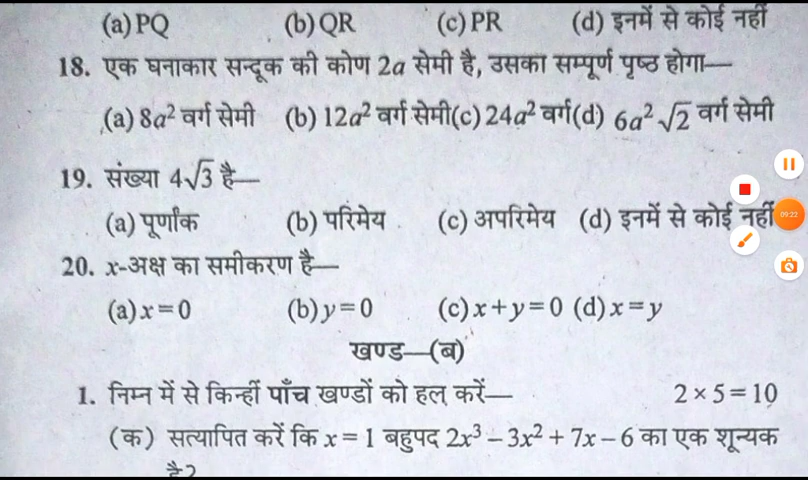 (a) PQ (b) QR (c) PR (d) इनमें से कोई नहीं
18. एक घनाकार सन्दूक की कोण 2a सेमी है, उसका सम्पूर्ण पृष्ठ होगा—
(a) 8a² वर्ग सेमी (b) 12a² वर्ग सेमी(c) 24a² वर्ग(d) 6a²√2 वर्ग सेमी
19. संख्या 4√3 है—
(a) पूर्णांक (b) परिमेय (c) अपरिमेय (d) इनमें से कोई नहीं
09:22
20. x-अक्ष का समीकरण है—
(a) x=0 (b) y=0 (c) x+y=0 (d) x=y
खण्ड—(ब)
1. निम्न में से किन्हीं पाँच खण्डों को हल करें— 2×5=10
(क) सत्यापित करें कि x=1 बहुपद 2x³–3x²+7x–6 का एक शून्यक
है?